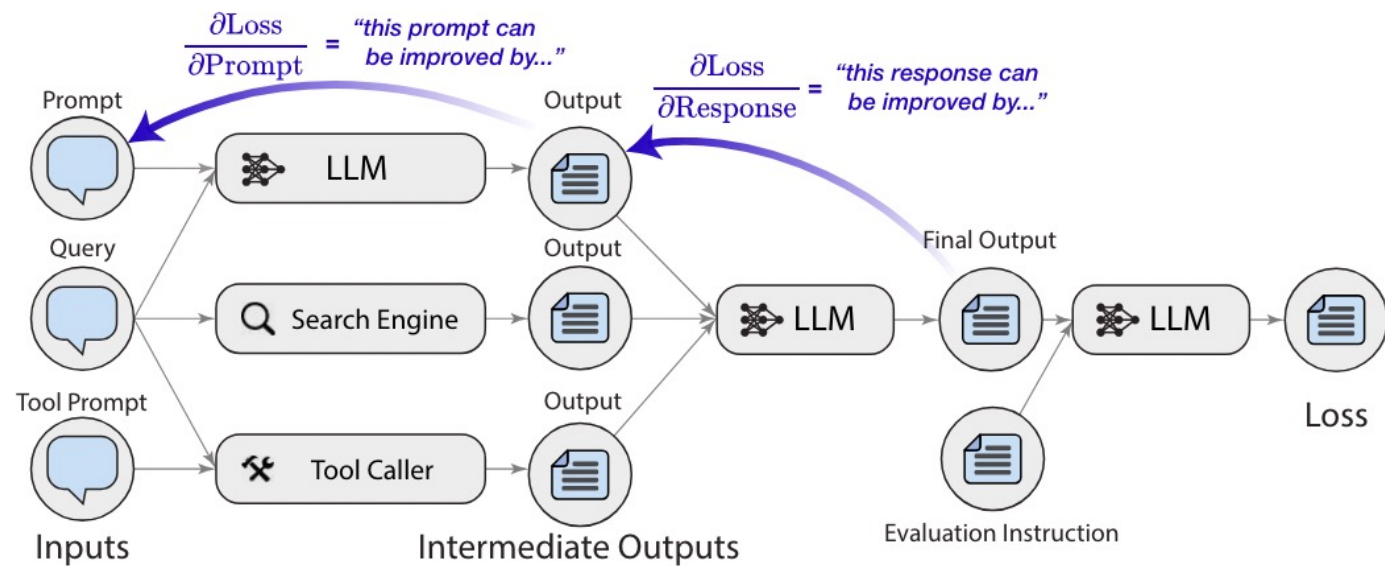 ∂Loss/∂Prompt = “this prompt can
be improved by...”
∂Loss/∂Response = “this response can
be improved by...”
Prompt
Output
LLM
Query
Output
Final Output
Search Engine
LLM
LLM
Tool Prompt
Output
Loss
Tool Caller
Evaluation Instruction
Inputs
Intermediate Outputs